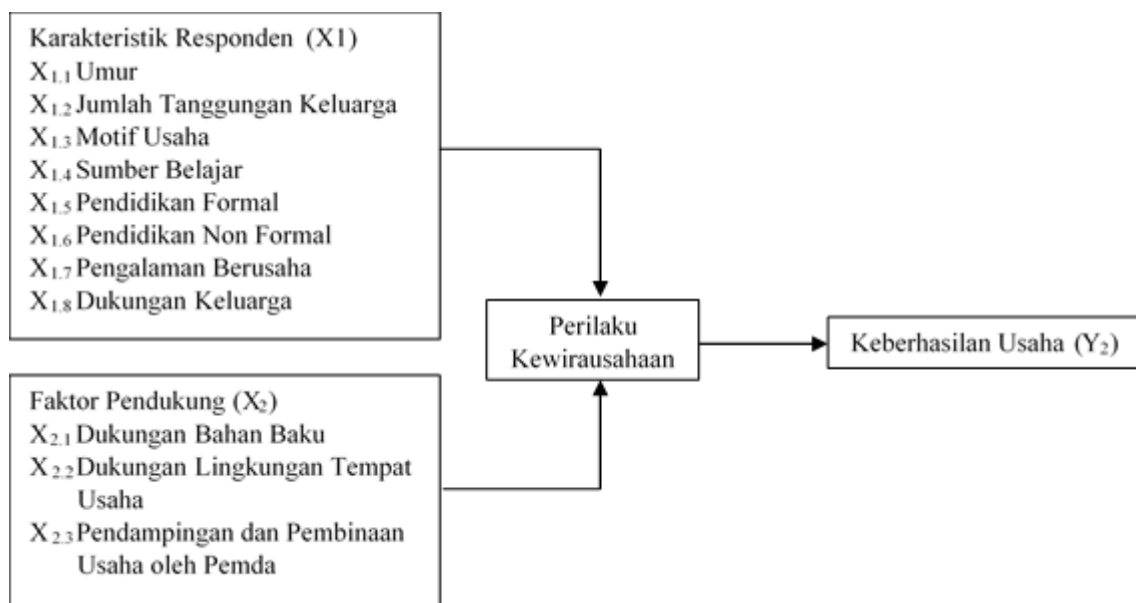 Karakteristik Responden (X1)
X1.1 Umur
X1.2 Jumlah Tanggungan Keluarga
X1.3 Motif Usaha
X1.4 Sumber Belajar
X1.5 Pendidikan Formal
X1.6 Pendidikan Non Formal
X1.7 Pengalaman Berusaha
X1.8 Dukungan Keluarga
Faktor Pendukung (X2)
X2.1 Dukungan Bahan Baku
X2.2 Dukungan Lingkungan Tempat
Usaha
X2.3 Pendampingan dan Pembinaan
Usaha oleh Pemda
Perilaku
Kewirausahaan
Keberhasilan Usaha (Y2)